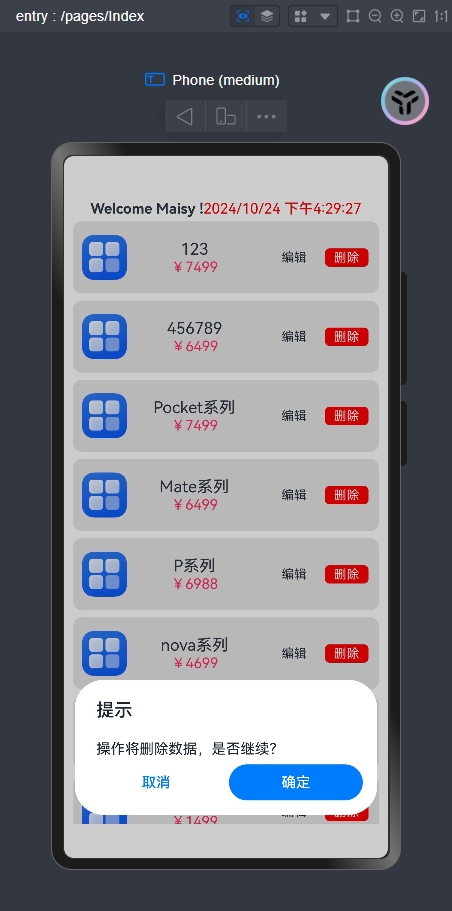 entry : /pages/Index
1:1
Phone (medium)
Welcome Maisy !2024/10/24 下午4:29:27
123
¥7499
编辑
删除
456789
¥6499
编辑
删除
Pocket系列
¥7499
编辑
删除
Mate系列
¥6499
编辑
删除
P系列
¥6988
编辑
删除
nova系列
¥4699
编辑
删除
提示
操作将删除数据，是否继续?
取消
确定
¥1499
编辑
删除